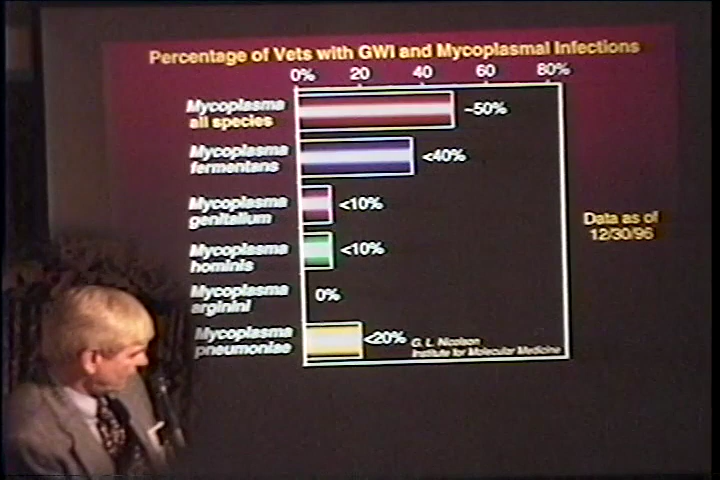 Percentage of Vets with GWI and Mycoplasmal Infections
0% 20 40 60 80%
Mycoplasma
all species
~50%
Mycoplasma
fermentans
<40%
Mycoplasma
genitalium
<10%
Mycoplasma
hominis
<10%
Mycoplasma
arginini
0%
Mycoplasma
pneumoniae
<20%
G. L. Nicolson
Institute for Molecular Medicine
Data as of
12/30/96